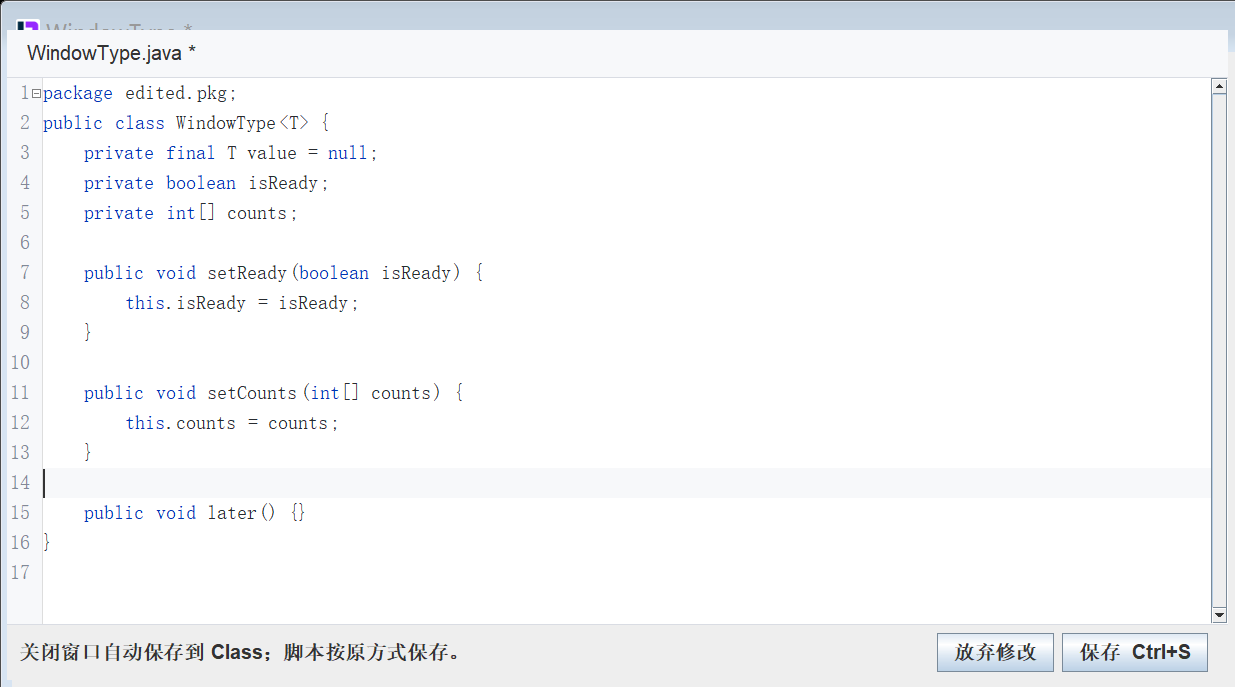 WindowType.java *
1 package edited.pkg;
2 public class WindowType<T> {
3     private final T value = null;
4     private boolean isReady;
5     private int[] counts;
6
7     public void setReady(boolean isReady) {
8         this.isReady = isReady;
9     }
10
11     public void setCounts(int[] counts) {
12         this.counts = counts;
13     }
14
15     public void later() {}
16 }
17
关闭窗口自动保存到 Class；脚本按原方式保存。
放弃修改 保存 Ctrl+S